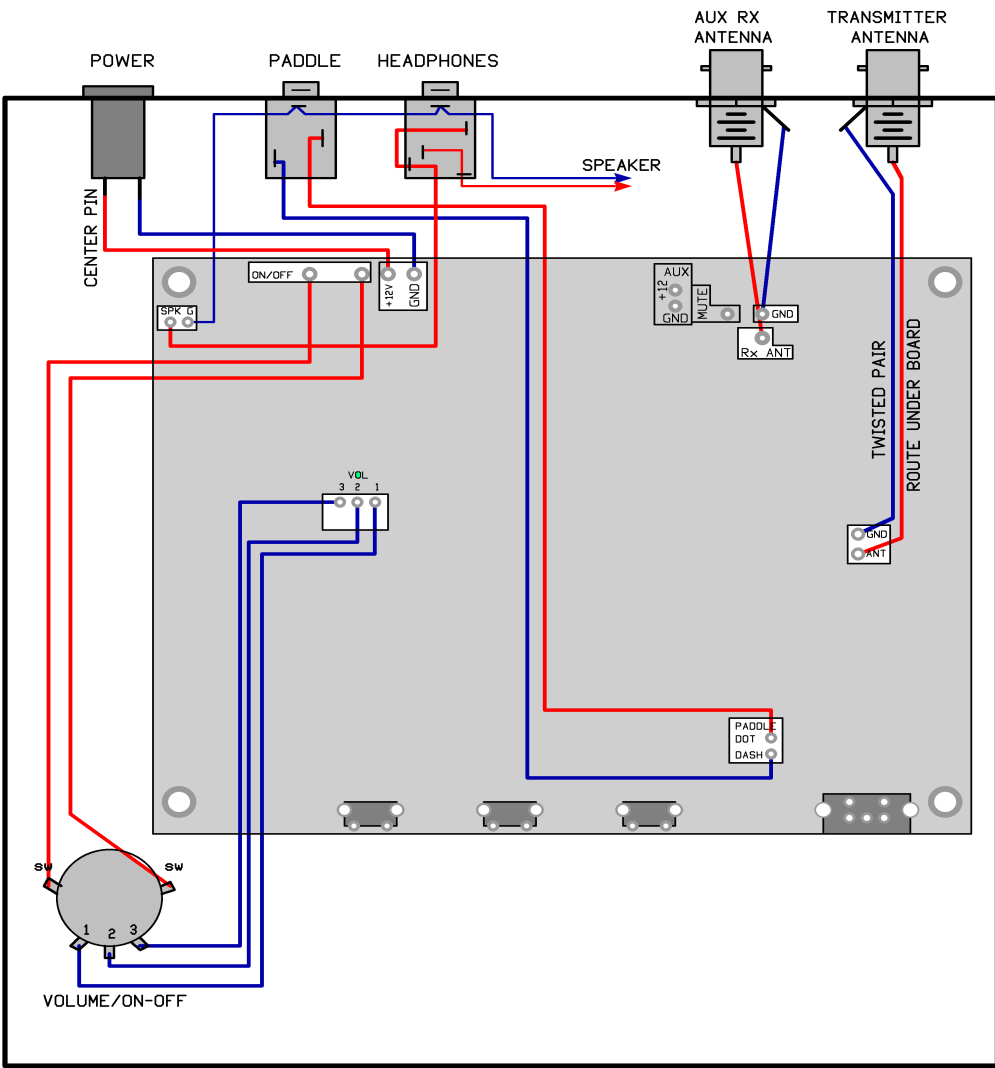 AUX RX
ANTENNA
TRANSMITTER
ANTENNA
POWER
PADDLE
HEADPHONES
SPEAKER
CENTER PIN
ON/OFF
+12V
GND
AUX
+12
GND
MUTE
GND
Rx ANT
SPK G
TWISTED PAIR
ROUTE UNDER BOARD
VOL
3 2 1
GND
ANT
PADDLE
DOT
DASH
SW
SW
1 2 3
VOLUME/ON-OFF